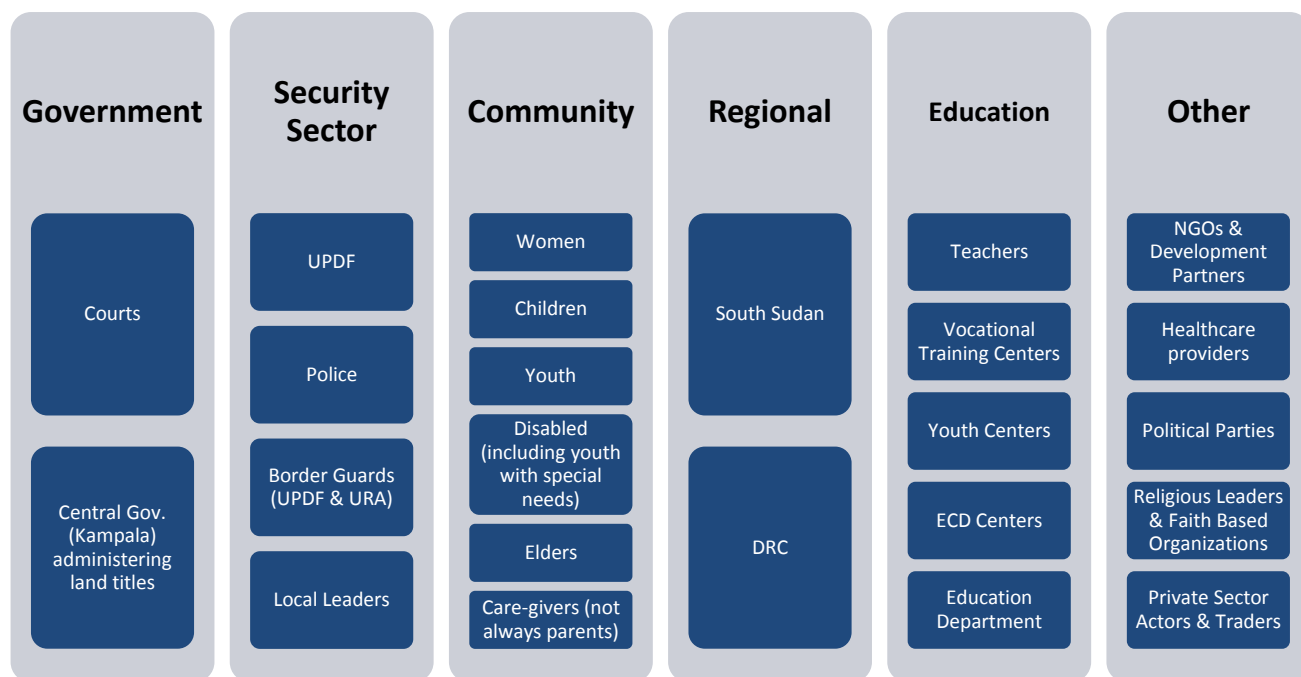 Government
Courts
Central Gov.
(Kampala)
administering
land titles
Security
Sector
UPDF
Police
Border Guards
(UPDF & URA)
Local Leaders
Community
Women
Children
Youth
Disabled
(including youth
with special
needs)
Elders
Care-givers (not
always parents)
Regional
South Sudan
DRC
Education
Teachers
Vocational
Training Centers
Youth Centers
ECD Centers
Education
Department
Other
NGOs &
Development
Partners
Healthcare
providers
Political Parties
Religious Leaders
& Faith Based
Organizations
Private Sector
Actors & Traders